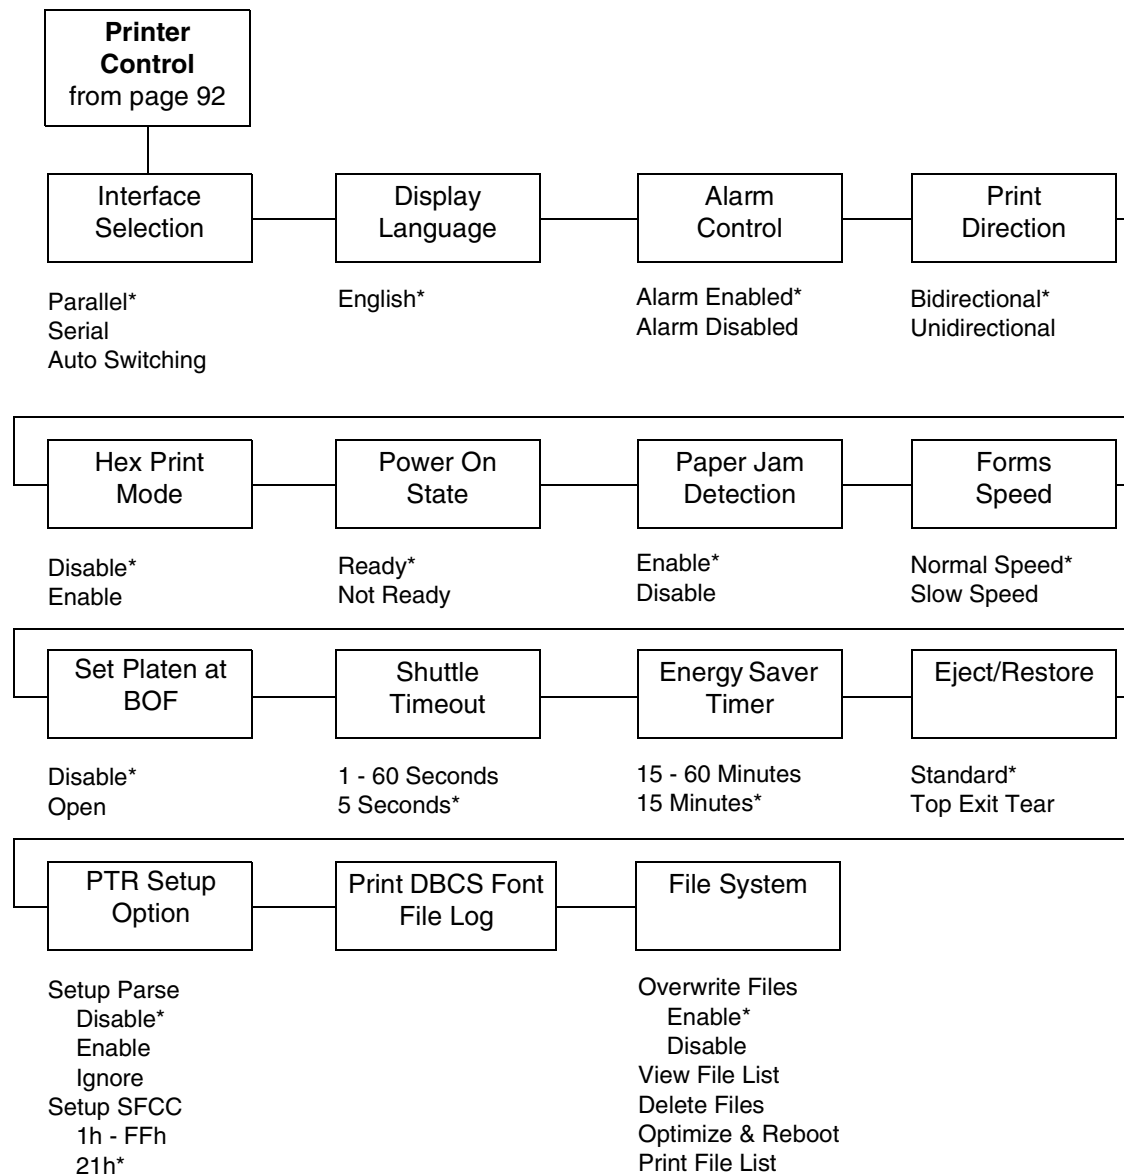 Printer
Control
from page 92
Interface
Selection
Display
Language
Alarm
Control
Print
Direction
Parallel*
Serial
Auto Switching
English*
Alarm Enabled*
Alarm Disabled
Bidirectional*
Unidirectional
Hex Print
Mode
Power On
State
Paper Jam
Detection
Forms
Speed
Disable*
Enable
Ready*
Not Ready
Enable*
Disable
Normal Speed*
Slow Speed
Set Platen at
BOF
Shuttle
Timeout
Energy Saver
Timer
Eject/Restore
Disable*
Open
1 - 60 Seconds
5 Seconds*
15 - 60 Minutes
15 Minutes*
Standard*
Top Exit Tear
PTR Setup
Option
Print DBCS Font
File Log
File System
Setup Parse
Disable*
Enable
Ignore
Setup SFCC
1h - FFh
21h*
Overwrite Files
Enable*
Disable
View File List
Delete Files
Optimize & Reboot
Print File List